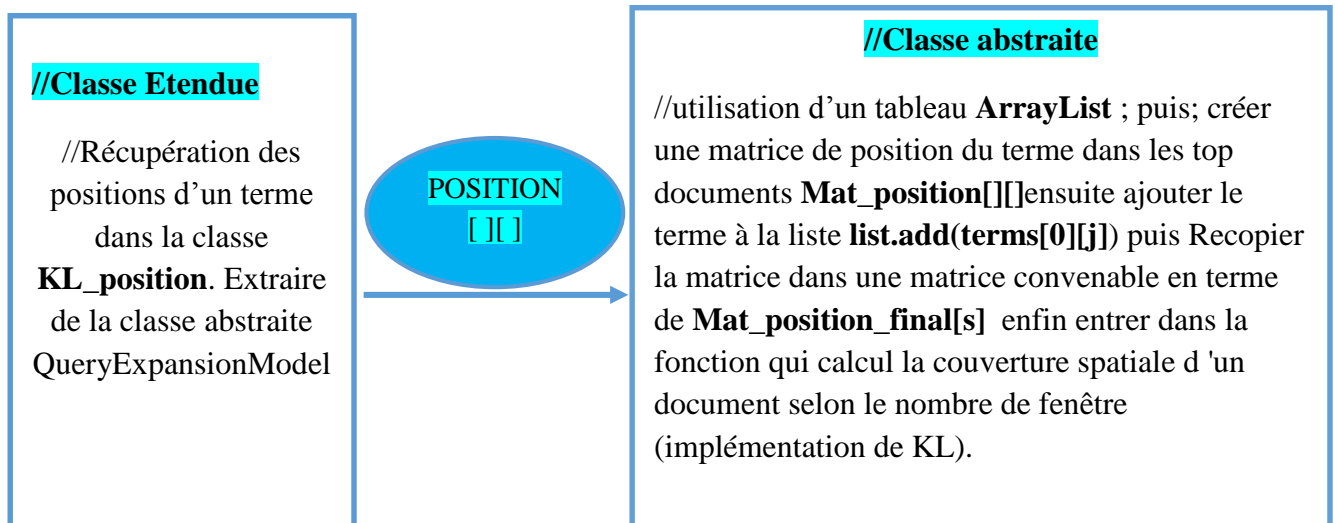 //Classe Etendue
//Récupération des
positions d’un terme
dans la classe
KL_position. Extraire
de la classe abstraite
QueryExpansionModel
POSITION
[ ][ ]
//Classe abstraite
//utilisation d’un tableau ArrayList ; puis; créer
une matrice de position du terme dans les top
documents Mat_position[][]ensuite ajouter le
terme à la liste list.add(terms[0][j]) puis Recopier
la matrice dans une matrice convenable en terme
de Mat_position_final[s] enfin entrer dans la
fonction qui calcul la couverture spatiale d 'un
document selon le nombre de fenêtre
(implémentation de KL).